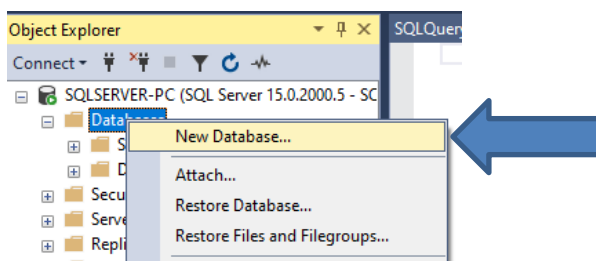 Object Explorer
SQLQuery
Connect
SQLSERVER-PC (SQL Server 15.0.2000.5 - SC
Databases
New Database...
S
Attach...
D
Secu
Restore Database...
Serve
Restore Files and Filegroups...
Repli